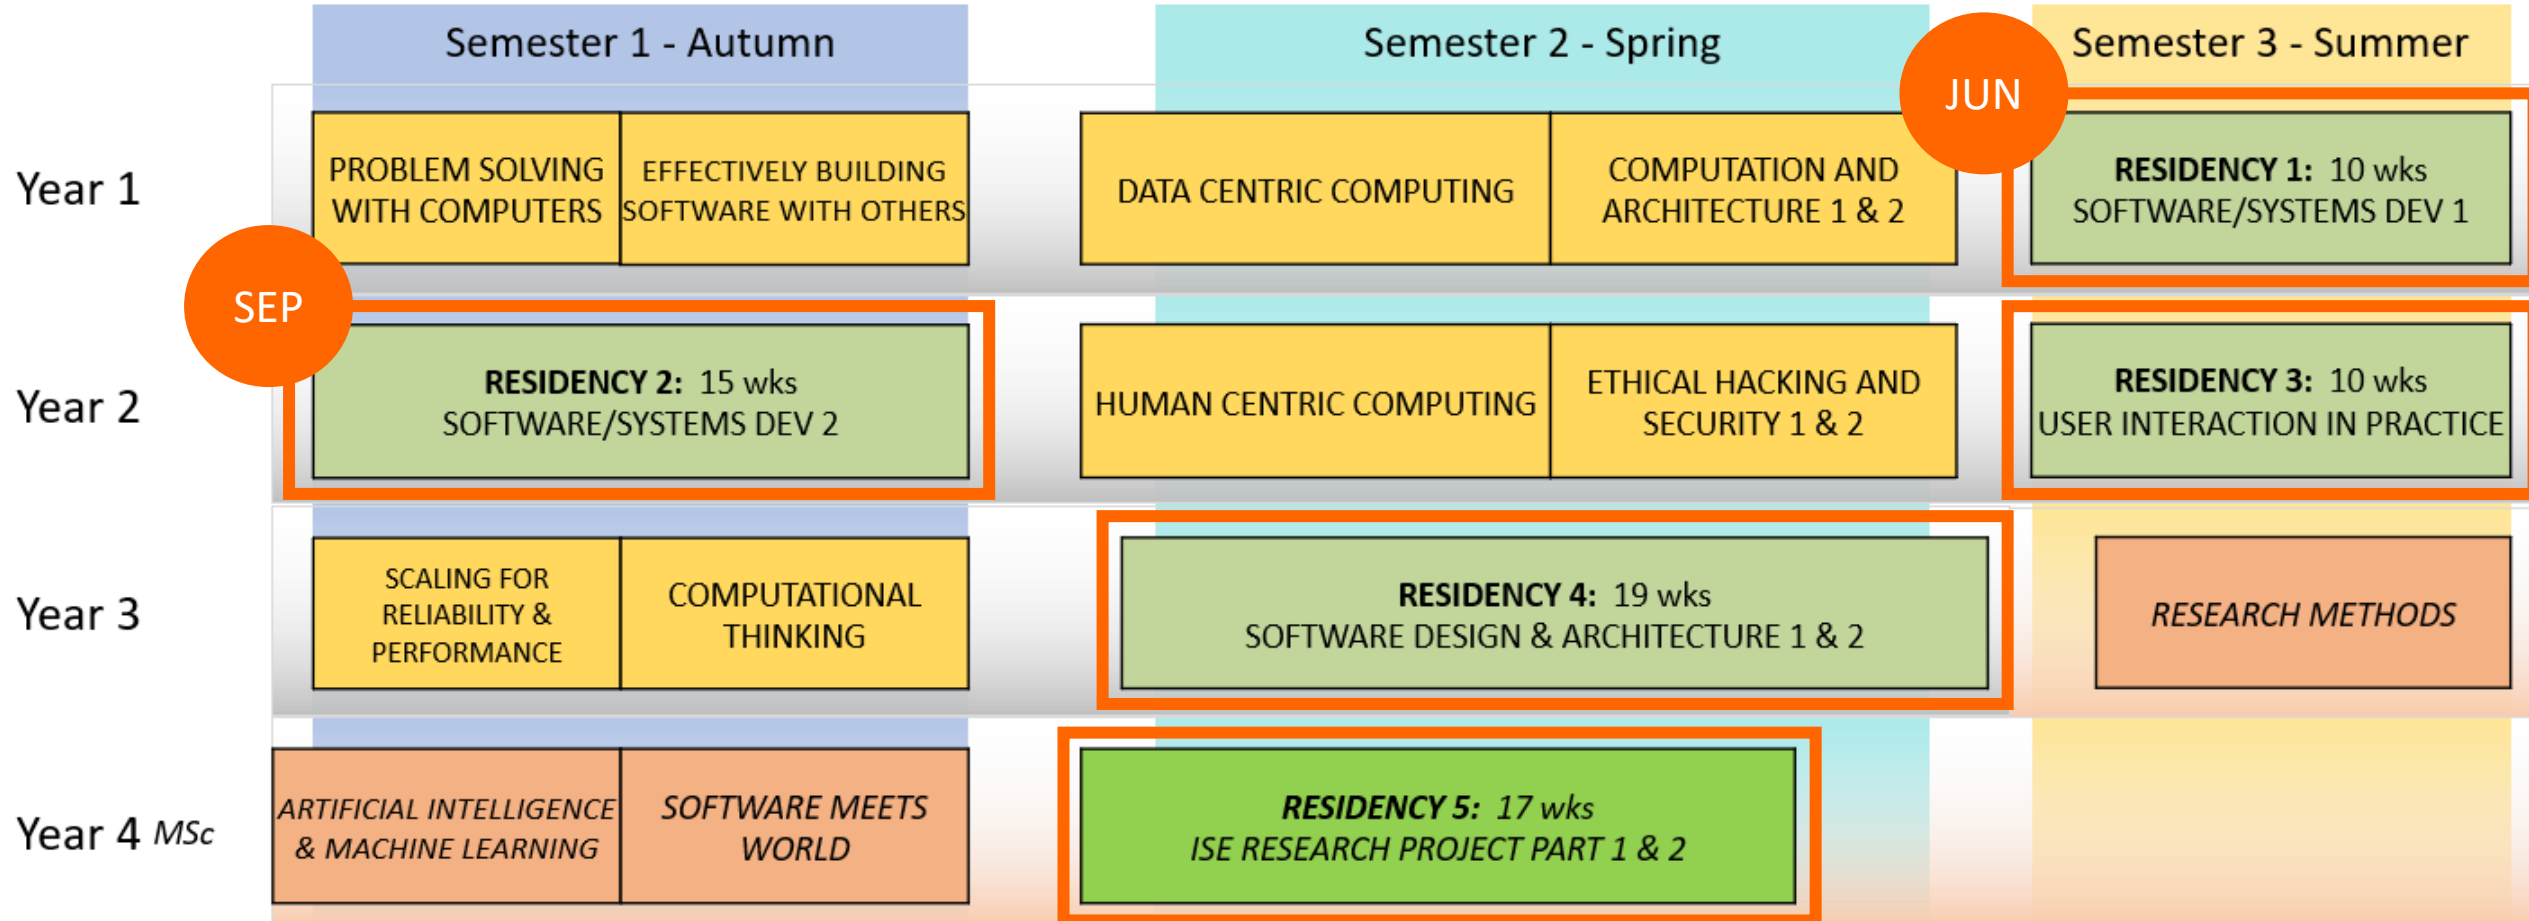 Semester 1 - Autumn
Semester 2 - Spring
Semester 3 - Summer
JUN
Year 1
PROBLEM SOLVING
WITH COMPUTERS
EFFECTIVELY BUILDING
SOFTWARE WITH OTHERS
DATA CENTRIC COMPUTING
COMPUTATION AND
ARCHITECTURE 1 & 2
RESIDENCY 1: 10 wks
SOFTWARE/SYSTEMS DEV 1
SEP
Year 2
RESIDENCY 2: 15 wks
SOFTWARE/SYSTEMS DEV 2
HUMAN CENTRIC COMPUTING
ETHICAL HACKING AND
SECURITY 1 & 2
RESIDENCY 3: 10 wks
USER INTERACTION IN PRACTICE
Year 3
SCALING FOR
RELIABILITY &
PERFORMANCE
COMPUTATIONAL
THINKING
RESIDENCY 4: 19 wks
SOFTWARE DESIGN & ARCHITECTURE 1 & 2
RESEARCH METHODS
Year 4 MSc
ARTIFICIAL INTELLIGENCE
& MACHINE LEARNING
SOFTWARE MEETS
WORLD
RESIDENCY 5: 17 wks
ISE RESEARCH PROJECT PART 1 & 2